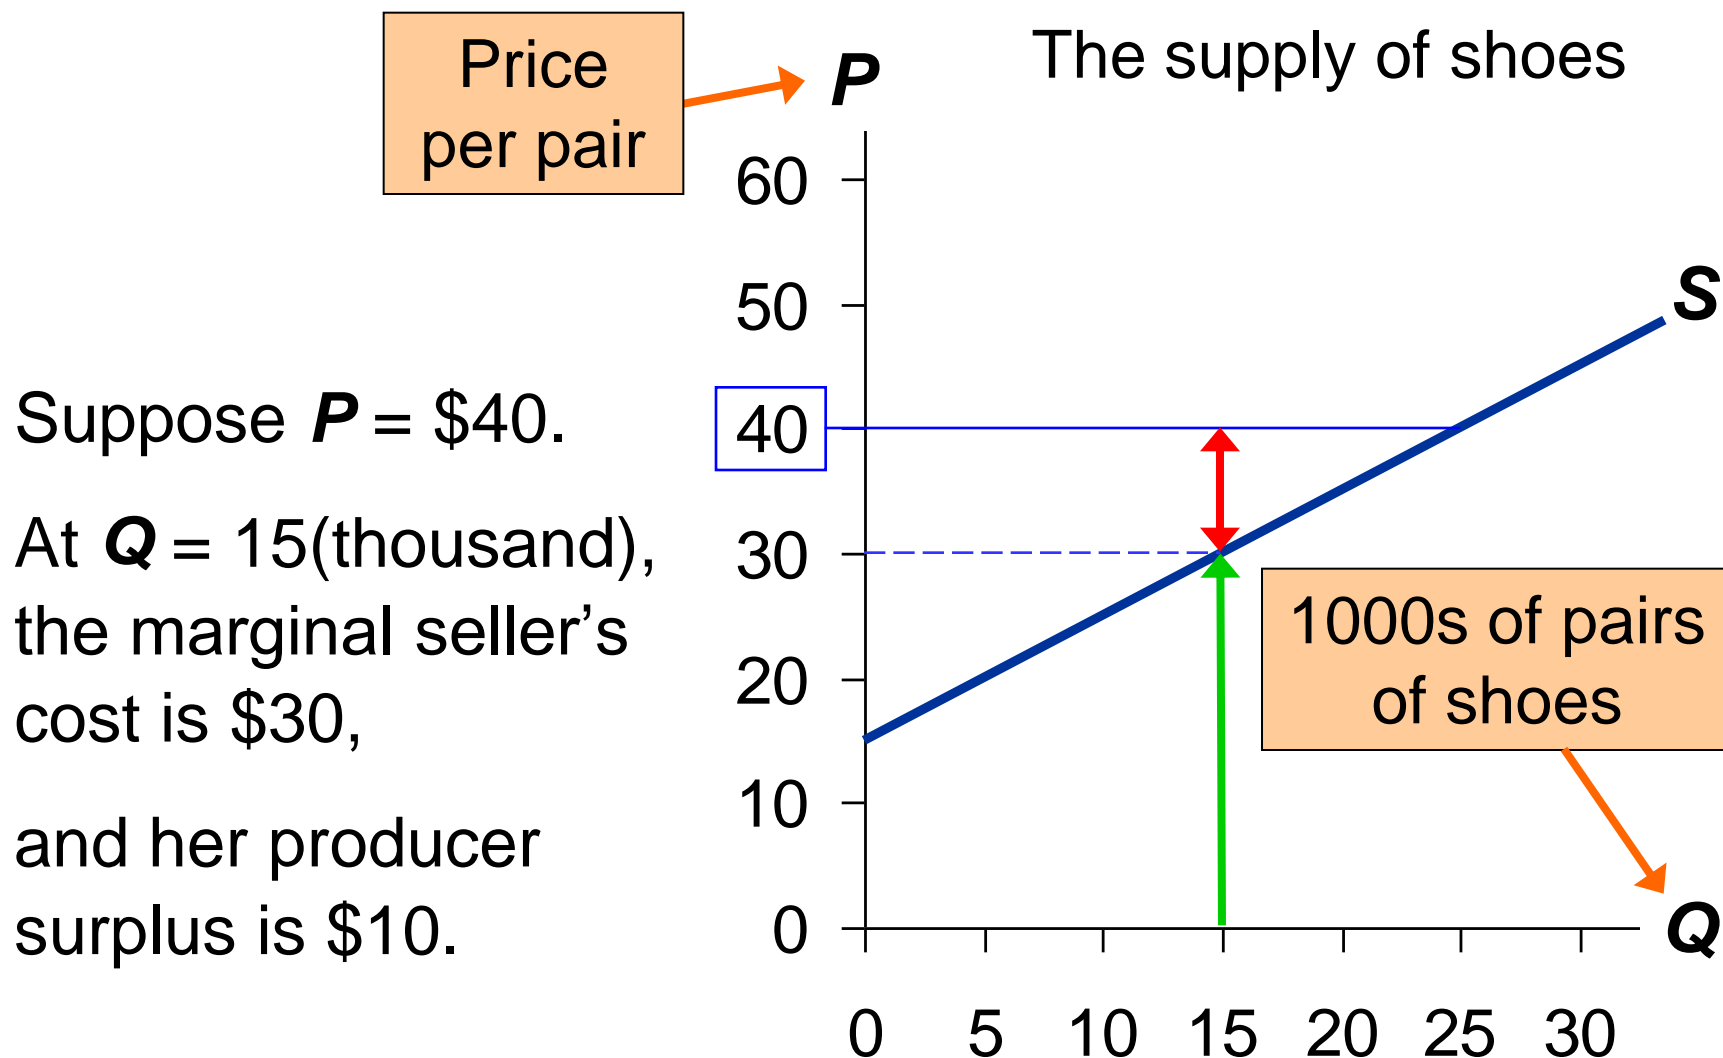 Price
per pair
P
The supply of shoes
60
50
40
30
20
10
0
S
Suppose P = $40.
At Q = 15(thousand),
the marginal seller’s
cost is $30,
and her producer
surplus is $10.
1000s of pairs
of shoes
Q
0 5 10 15 20 25 30